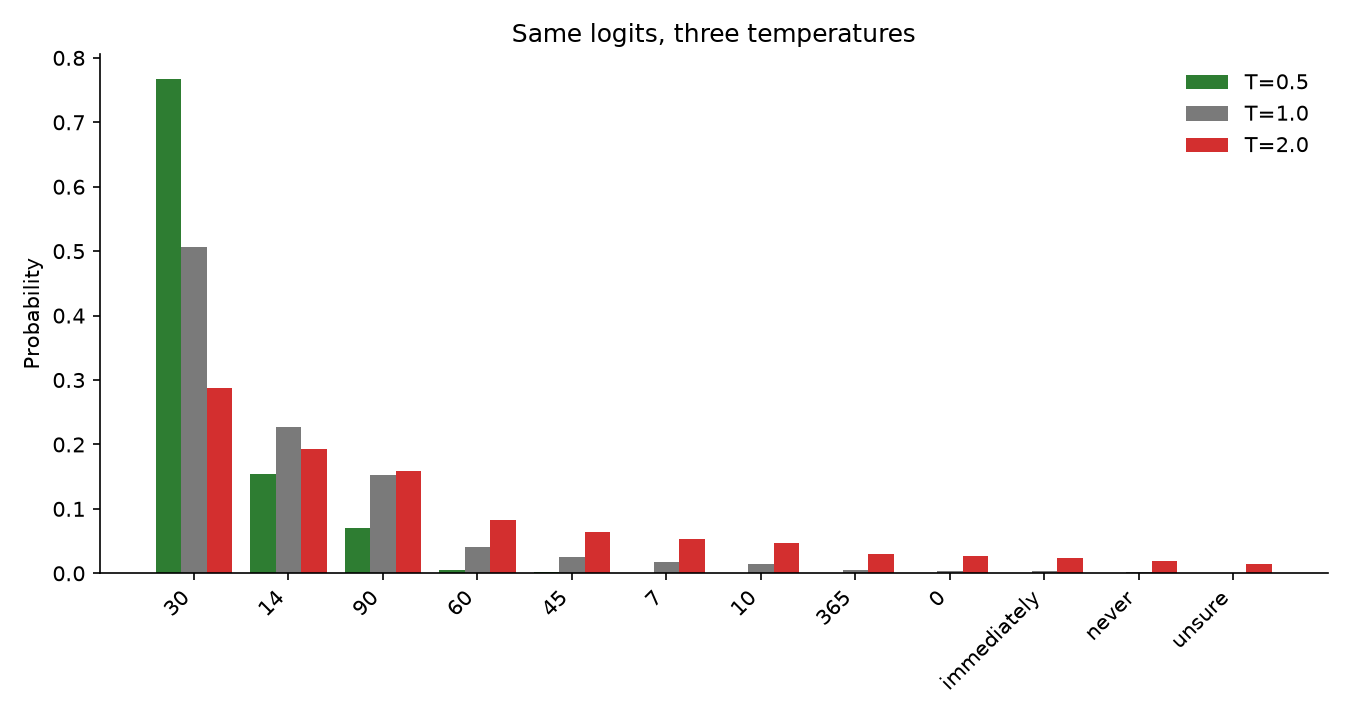 Same logits, three temperatures
T=0.5
T=1.0
T=2.0
Probability
0.8
0.7
0.6
0.5
0.4
0.3
0.2
0.1
0.0
30
14
90
60
45
7
10
365
0
immediately
never
unsure